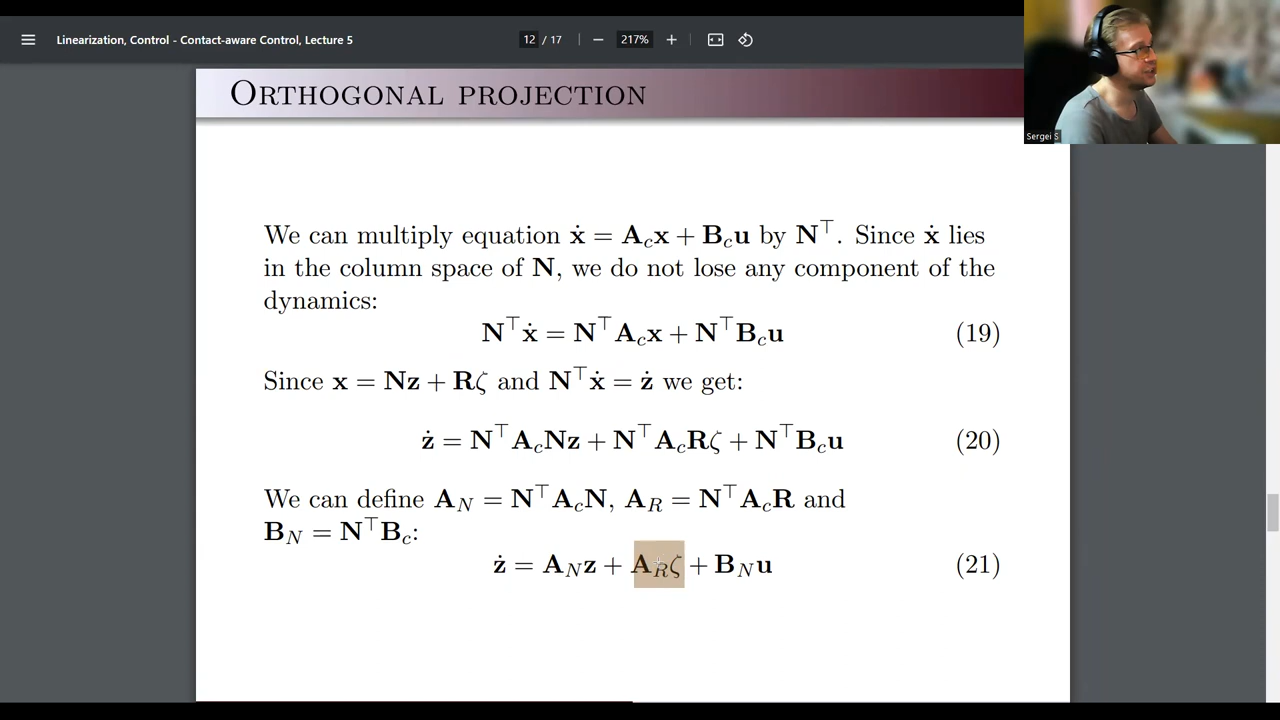 Linearization, Control - Contact-aware Control, Lecture 5
12 / 17
217%
Sergei S
ORTHOGONAL PROJECTION
We can multiply equation ẋ = A_c x + B_c u by N^⊤. Since ẋ lies
in the column space of N, we do not lose any component of the
dynamics:
N^⊤ẋ = N^⊤A_c x + N^⊤B_c u (19)
Since x = Nz + Rζ and N^⊤ẋ = ż we get:
ż = N^⊤A_c Nz + N^⊤A_c Rζ + N^⊤B_c u (20)
We can define A_N = N^⊤A_c N, A_R = N^⊤A_c R and
B_N = N^⊤B_c:
ż = A_N z + A_R ζ + B_N u (21)